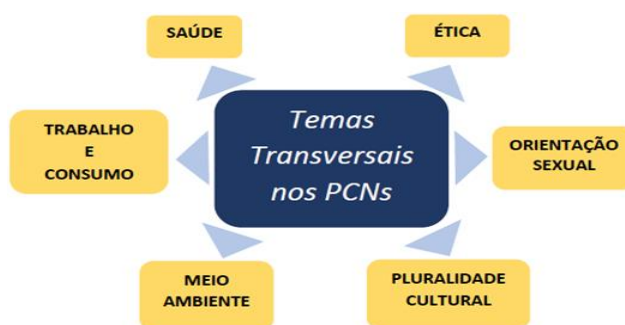 SAÚDE
ÉTICA
Temas
Transversais
nos PCNs
TRABALHO
E
CONSUMO
ORIENTAÇÃO
SEXUAL
MEIO
AMBIENTE
PLURALIDADE
CULTURAL